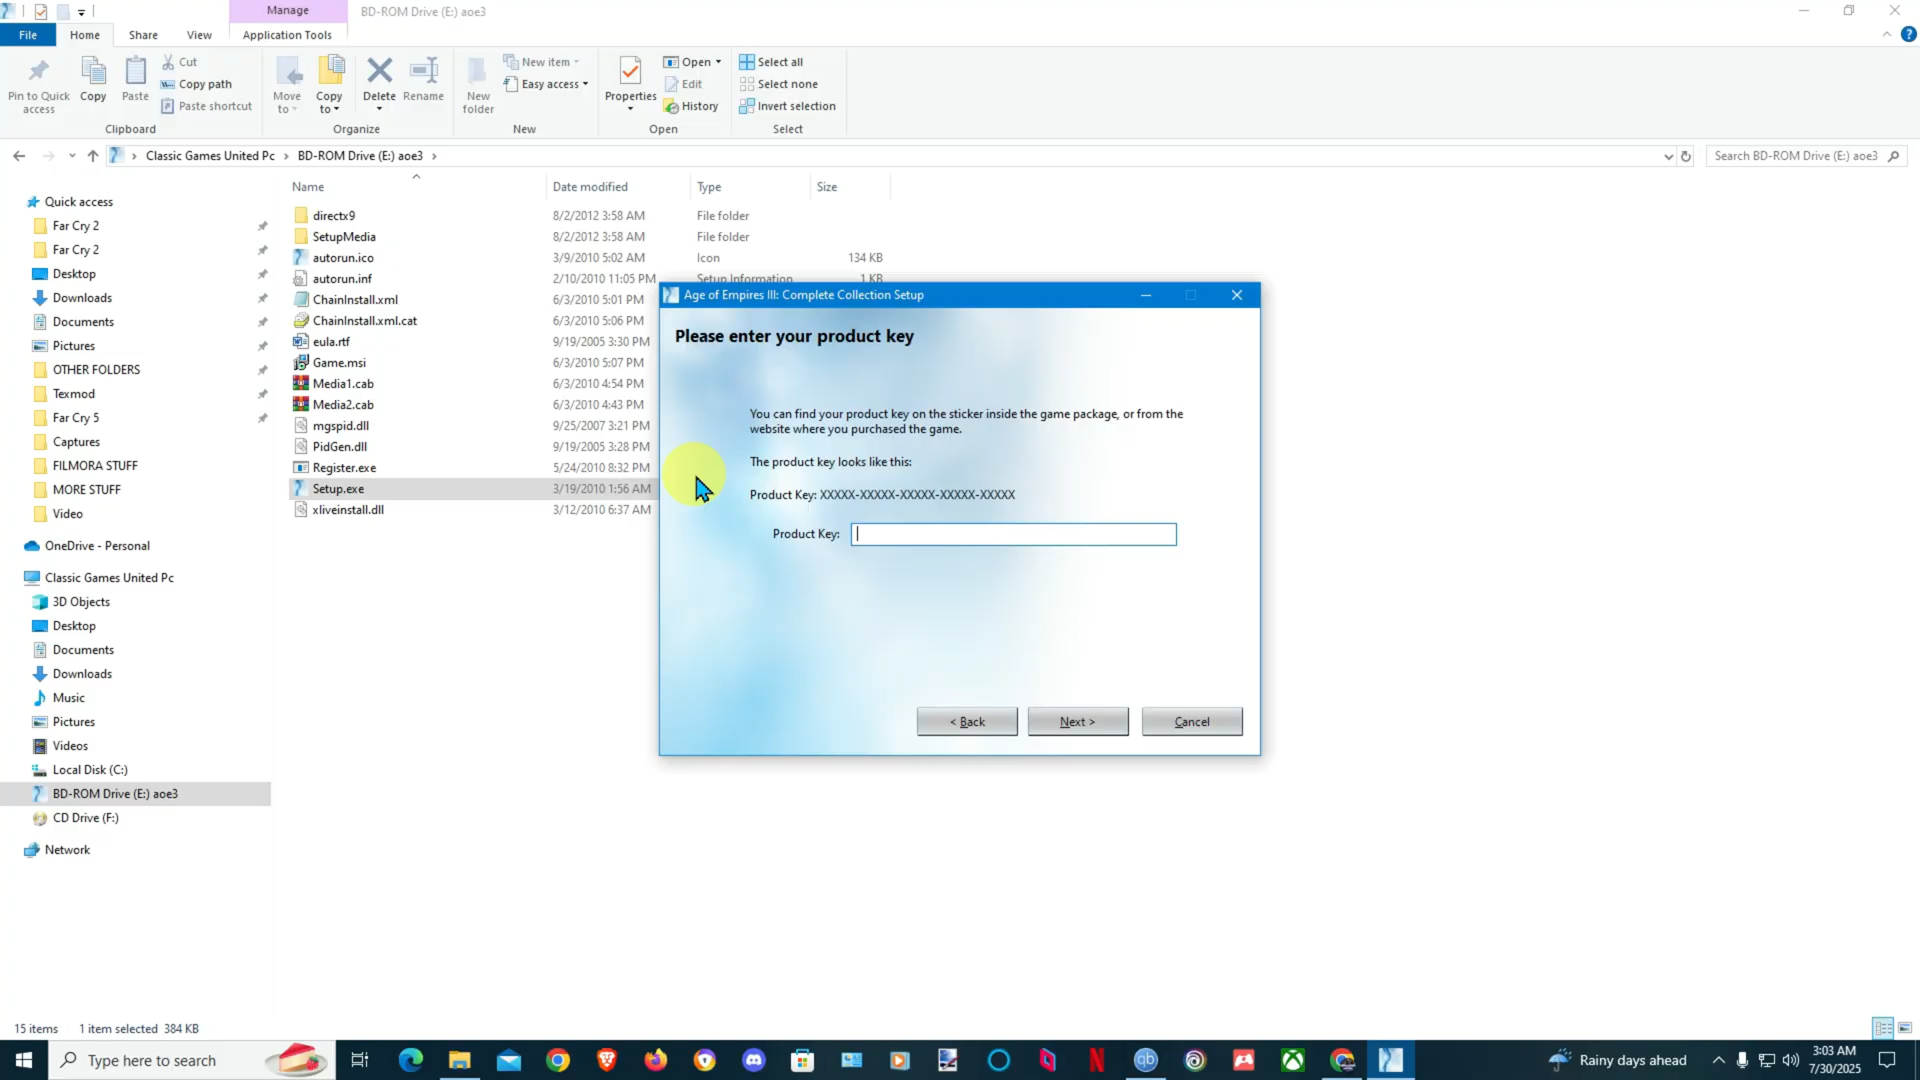 Manage
BD-ROM Drive (E:) aoe3
File
Home
Share
View
Application Tools
Pin to Quick access
Copy
Paste
Cut
Copy path
Paste shortcut
Clipboard
Move to
Copy to
Delete
Rename
Organize
New folder
New item
Easy access
New
Properties
Open
Edit
History
Open
Select all
Select none
Invert selection
Select
Classic Games United Pc > BD-ROM Drive (E:) aoe3 >
Search BD-ROM Drive (E:) aoe3
Name Date modified Type Size
directx9 8/2/2012 3:58 AM File folder
SetupMedia 8/2/2012 3:58 AM File folder
autorun.ico 3/9/2010 5:02 AM Icon 134 KB
autorun.inf 2/10/2010 11:05 PM Setup Information 1 KB
ChainInstall.xml 6/3/2010 5:01 PM
ChainInstall.xml.cat 6/3/2010 5:06 PM
eula.rtf 9/19/2005 3:30 PM
Game.msi 6/3/2010 5:07 PM
Media1.cab 6/3/2010 4:54 PM
Media2.cab 6/3/2010 4:43 PM
mgspid.dll 9/25/2007 3:21 PM
PidGen.dll 9/19/2005 3:28 PM
Register.exe 5/24/2010 8:32 PM
Setup.exe 3/19/2010 1:56 AM
xliveinstall.dll 3/12/2010 6:37 AM
Quick access
Far Cry 2
Far Cry 2
Desktop
Downloads
Documents
Pictures
OTHER FOLDERS
Texmod
Far Cry 5
Captures
FILMORA STUFF
MORE STUFF
Video
OneDrive - Personal
Classic Games United Pc
3D Objects
Desktop
Documents
Downloads
Music
Pictures
Videos
Local Disk (C:)
BD-ROM Drive (E:) aoe3
CD Drive (F:)
Network
Age of Empires III: Complete Collection Setup
Please enter your product key
You can find your product key on the sticker inside the game package, or from the
website where you purchased the game.
The product key looks like this:
Product Key: XXXXX-XXXXX-XXXXX-XXXXX-XXXXX
Product Key:
< Back
Next >
Cancel
15 items 1 item selected 384 KB
Type here to search
Rainy days ahead
3:03 AM
7/30/2025